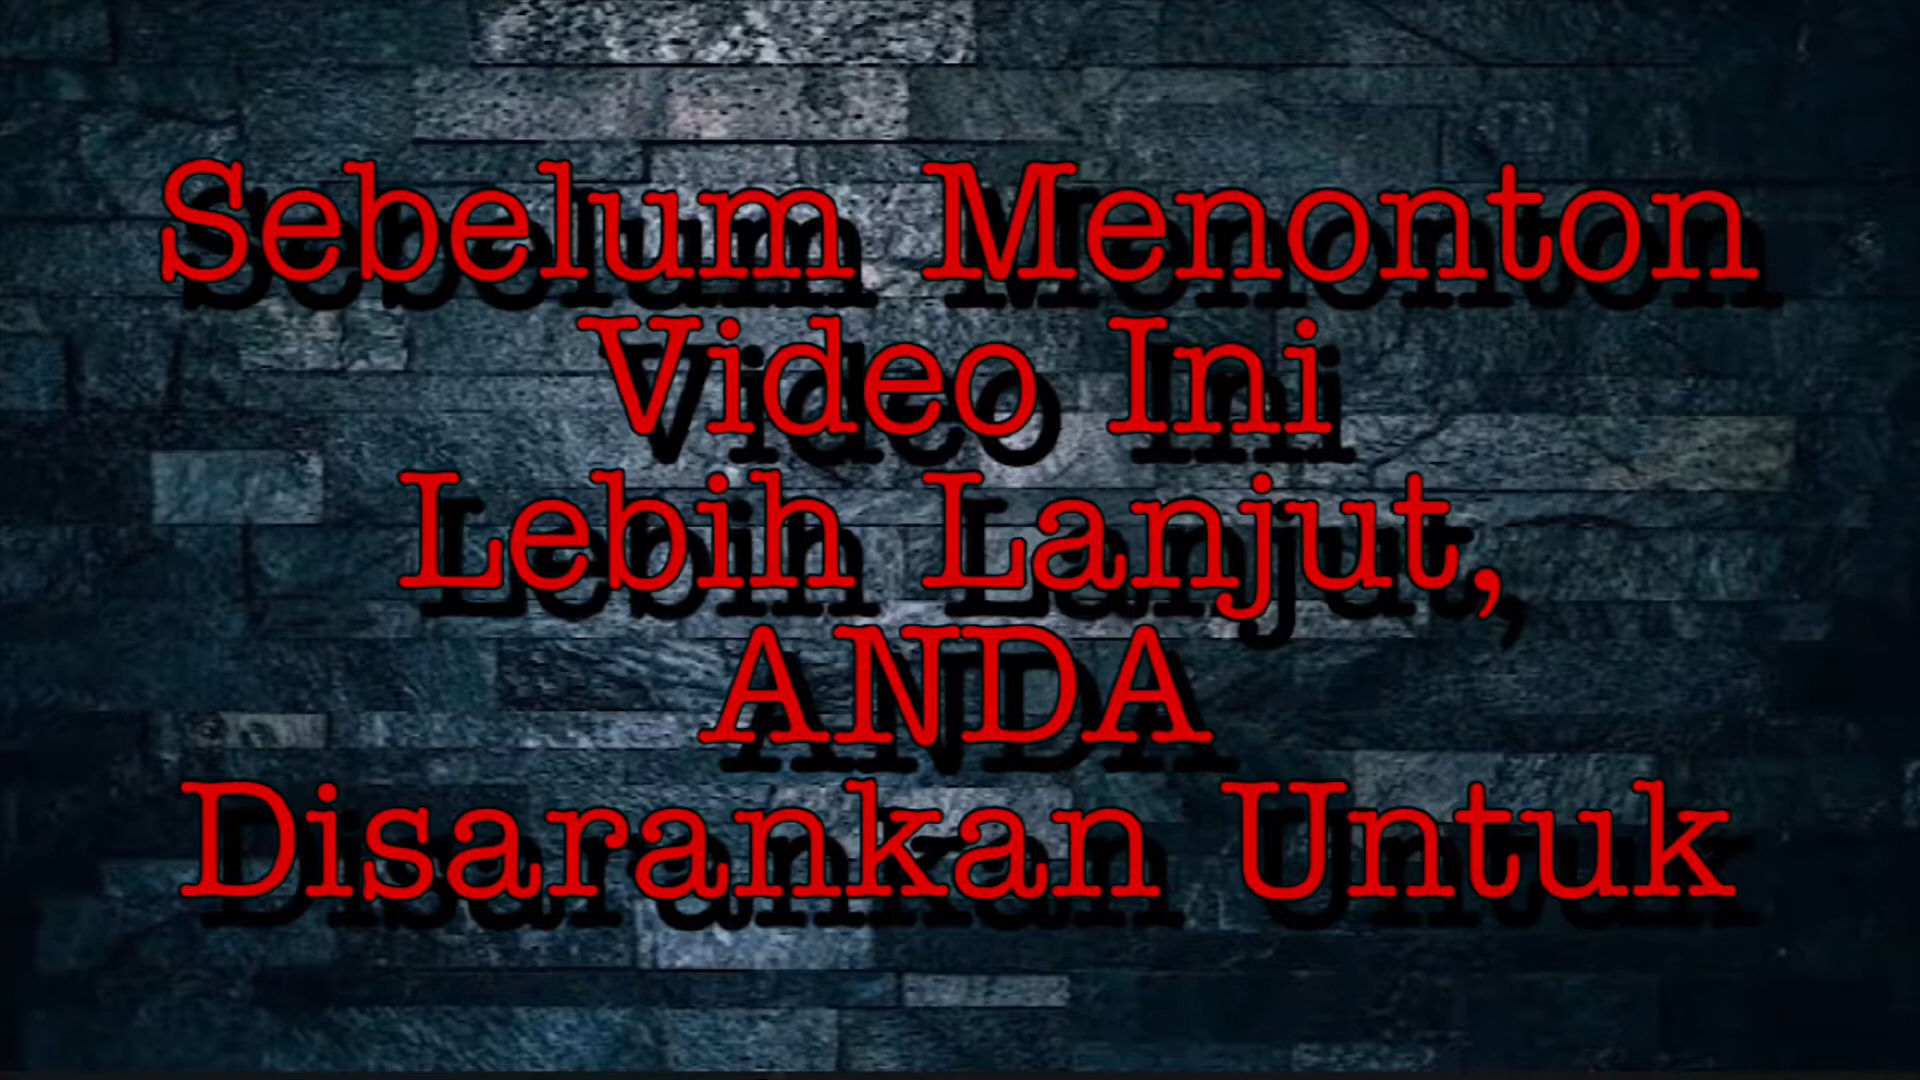 Sebelum Menonton
Video Ini
Lebih Lanjut,
ANDA
Disarankan Untuk